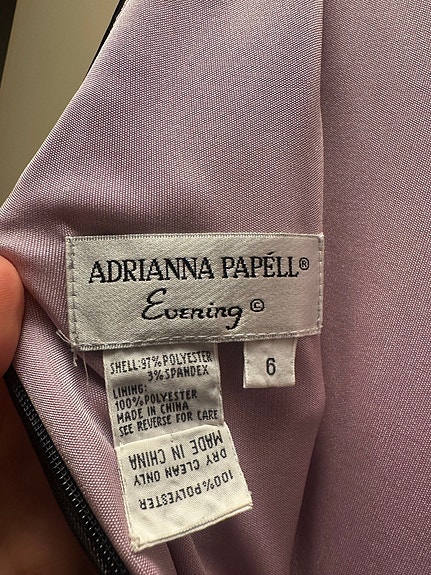 ADRIANNA PAPÉLL®
Evening ©
6
SHELL: 97% POLYESTER
3% SPANDEX
LINING:
100% POLYESTER
MADE IN CHINA
SEE REVERSE FOR CARE
100% POLYESTER
DRY CLEAN ONLY
MADE IN CHINA